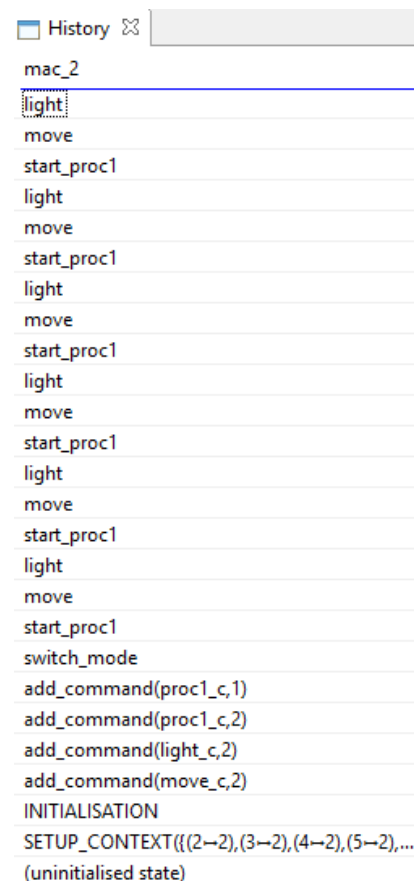 History
mac_2
light
move
start_proc1
light
move
start_proc1
light
move
start_proc1
light
move
start_proc1
light
move
start_proc1
light
move
start_proc1
switch_mode
add_command(proc1_c,1)
add_command(proc1_c,2)
add_command(light_c,2)
add_command(move_c,2)
INITIALISATION
SETUP_CONTEXT({(2↦2),(3↦2),(4↦2),(5↦2),...
(uninitialised state)